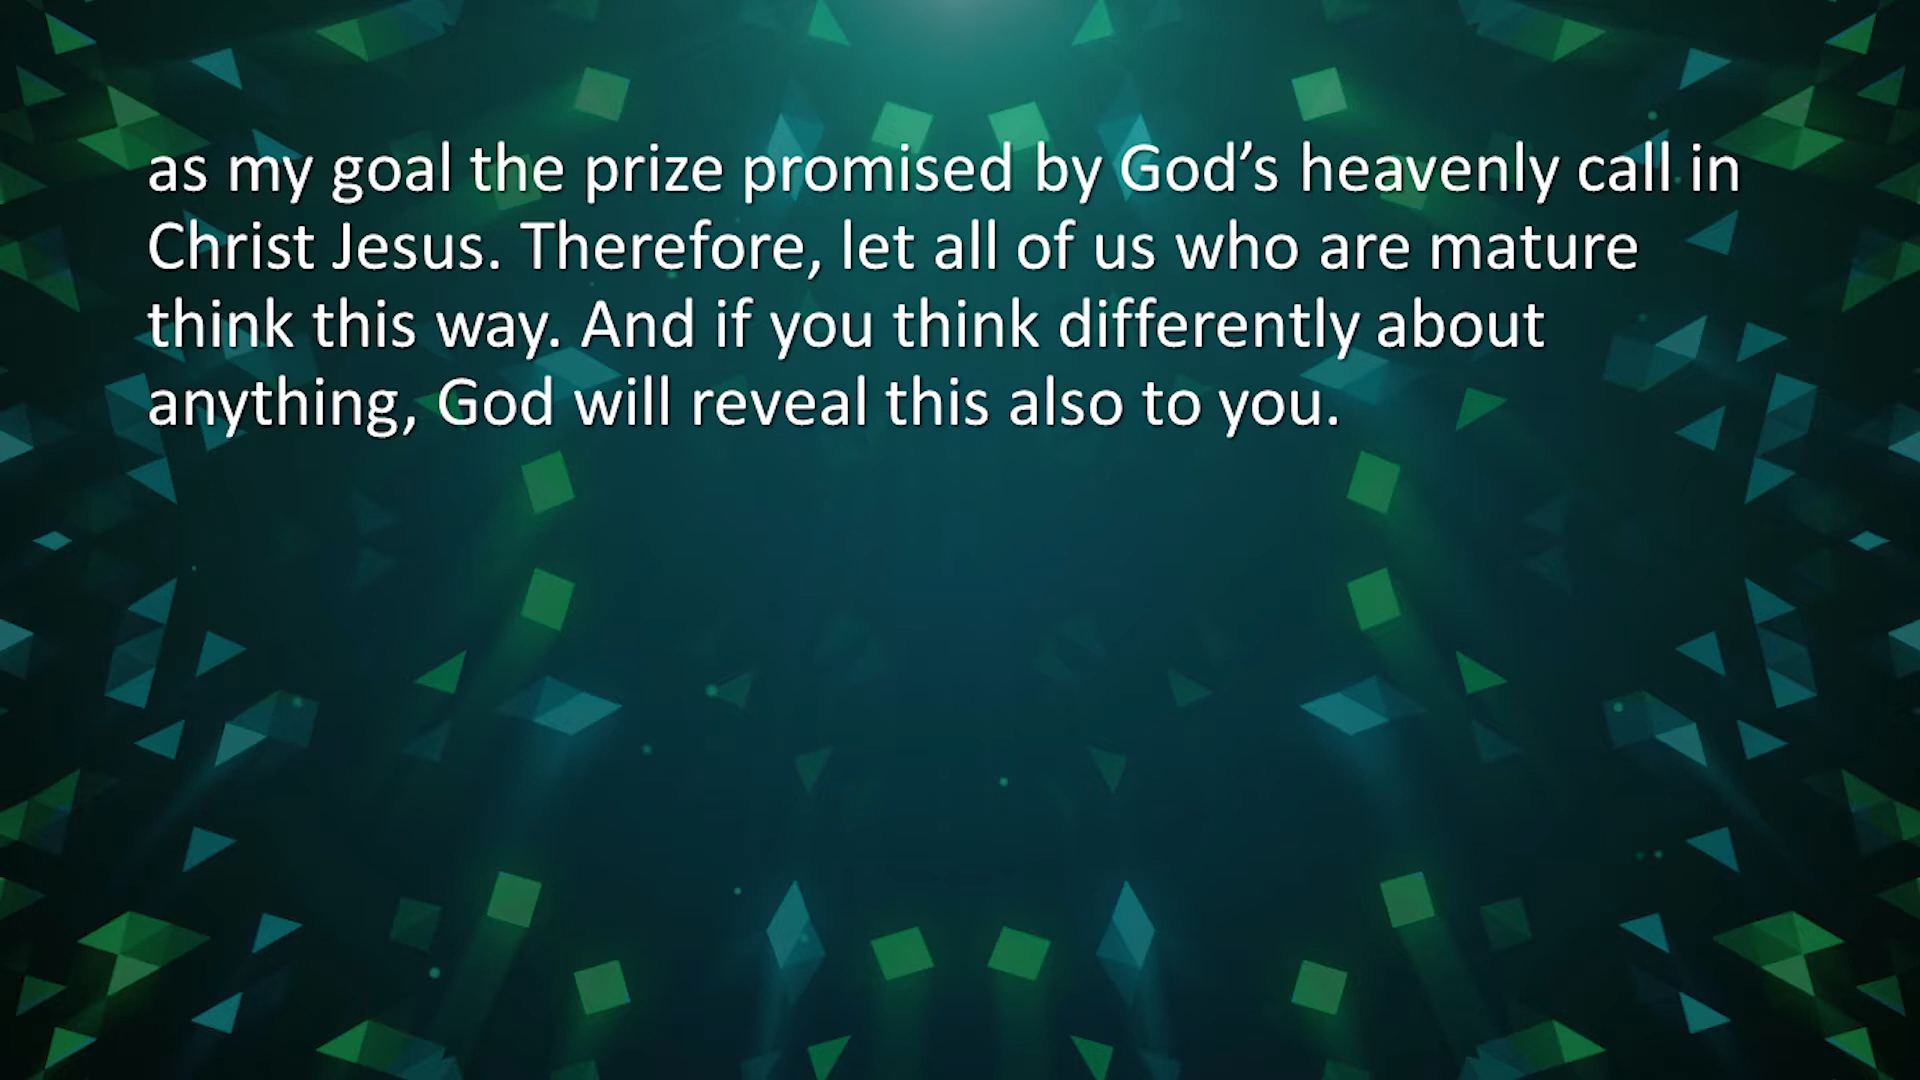 as my goal the prize promised by God’s heavenly call in
Christ Jesus. Therefore, let all of us who are mature
think this way. And if you think differently about
anything, God will reveal this also to you.